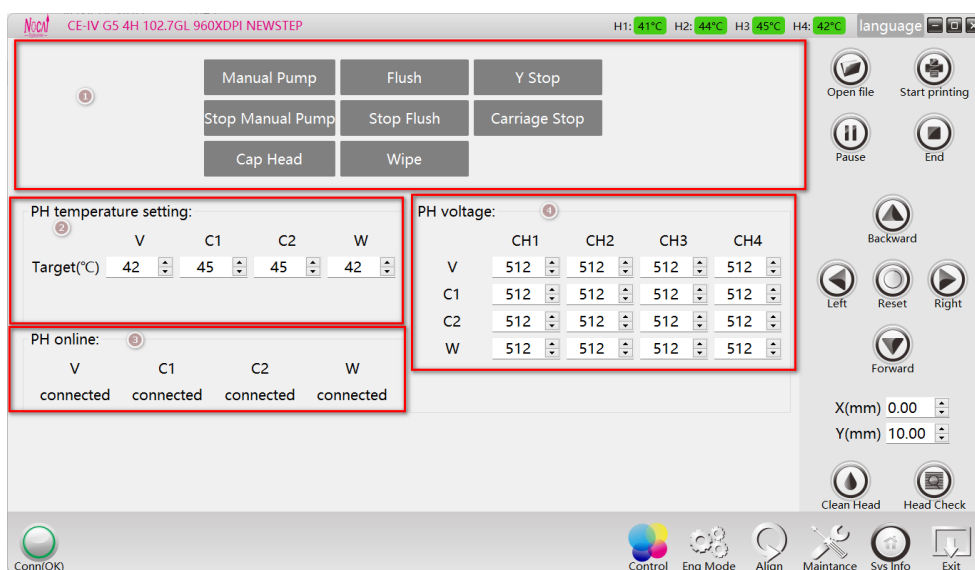 Nocai CE-IV G5 4H 102.7GL 960XDPI NEWSTEP H1: 41°C H2: 44°C H3 45°C H4: 42°C language
1
Manual Pump Flush Y Stop
Stop Manual Pump Stop Flush Carriage Stop
Cap Head Wipe
Open file Start printing
Pause End
PH temperature setting:
2
V C1 C2 W
Target(°C) 42 45 45 42
PH voltage: 4
CH1 CH2 CH3 CH4
V 512 512 512 512
C1 512 512 512 512
C2 512 512 512 512
W 512 512 512 512
PH online: 3
V C1 C2 W
connected connected connected connected
Backward
Left Reset Right
Forward
X(mm) 0.00
Y(mm) 10.00
Clean Head Head Check
Conn(OK) Control Eng Mode Align Maintance Sys Info Exit